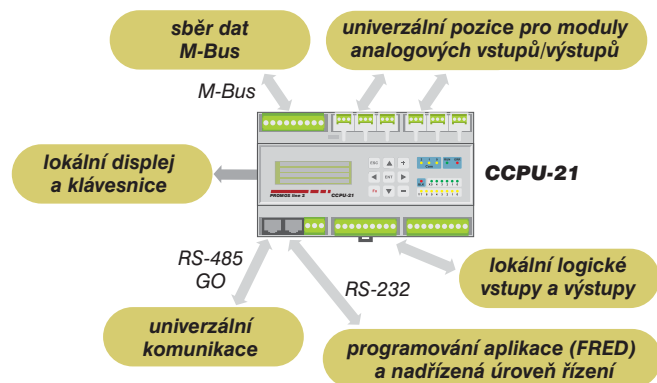 sběr dat
M-Bus
univerzální pozice pro moduly
analogových vstupů/výstupů
M-Bus
lokální displej
a klávesnice
ESC
+
ENT
Fn
−
PROMOS line 2
CCPU-21
CCPU-21
RS-485
GO
RS-232
lokální logické
vstupy a výstupy
univerzální
komunikace
programování aplikace (FRED)
a nadřízená úroveň řízení